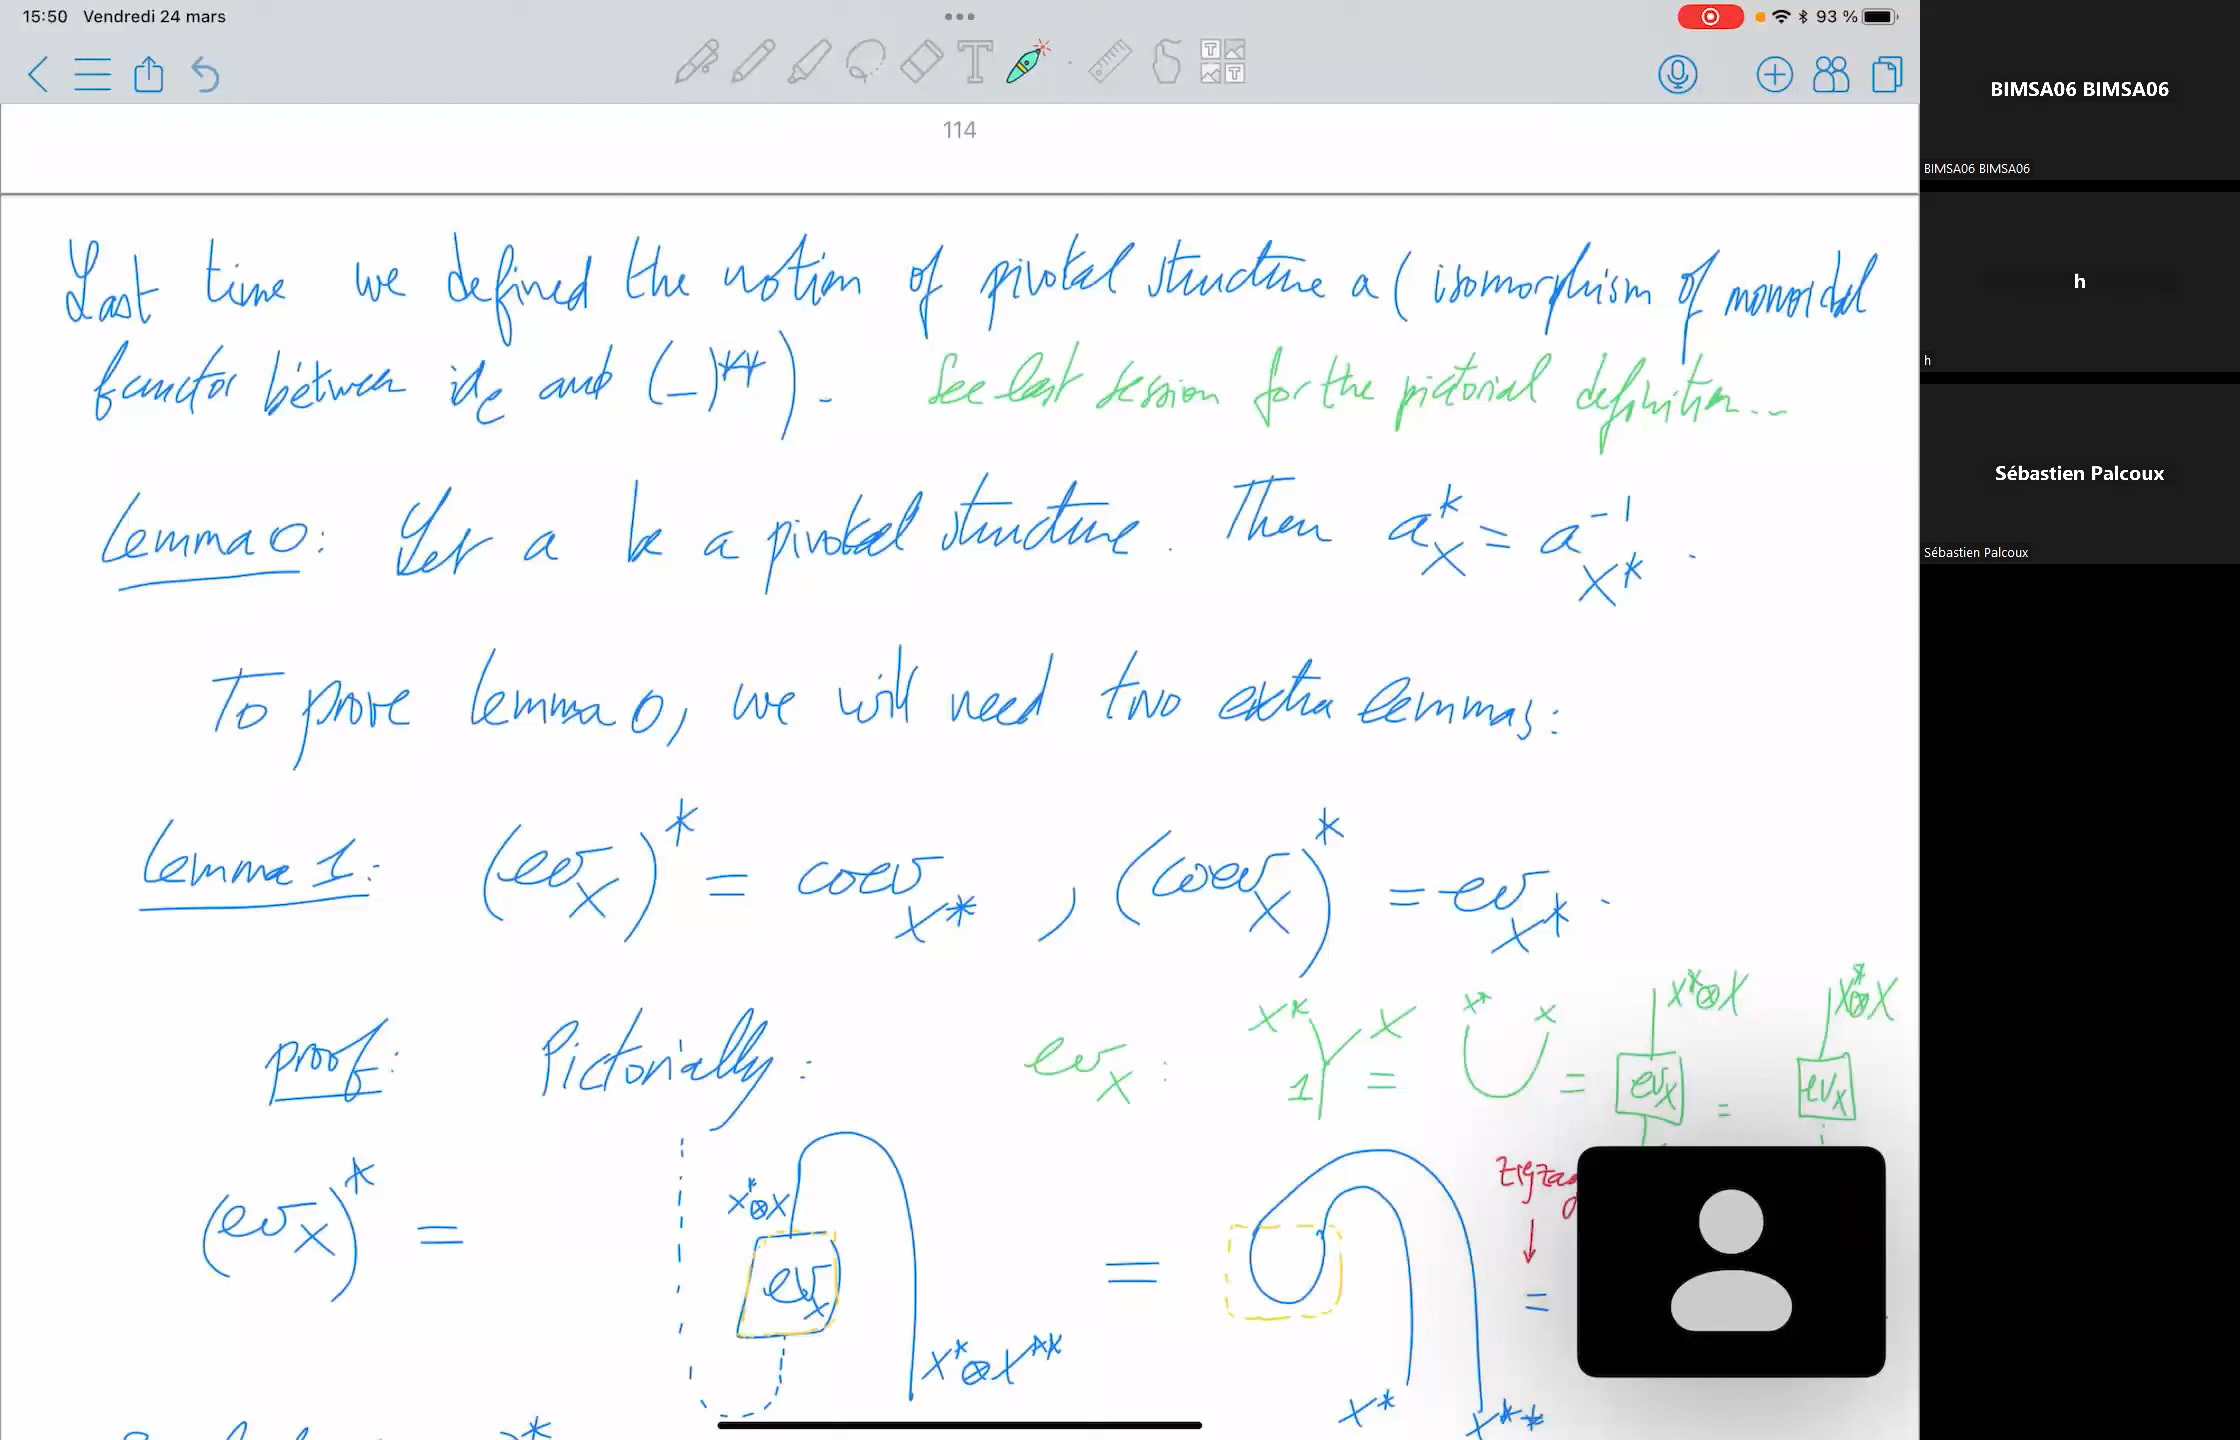 15:50 Vendredi 24 mars
93 %
114
Last time we defined the notion of pivotal structure a (isomorphism of monoidal
functor between id_C and (–)**). See last session for the pictorial definition...
Lemma 0: Let a be a pivotal structure. Then a*_X = a^{-1}_{X*}.
To prove Lemma 0, we will need two extra lemmas:
Lemma 1: (ev_X)* = coev_{X*}, (coev_X)* = ev_{X*}.
proof: Pictorially: ev_X: X* X 1 = X* X = X*⊗X ev_X = X*⊗X ev_X
(ev_X)* = X*⊗X ev_X X*⊗X** = X* X** =
BIMSA06 BIMSA06
BIMSA06 BIMSA06
h
h
Sébastien Palcoux
Sébastien Palcoux